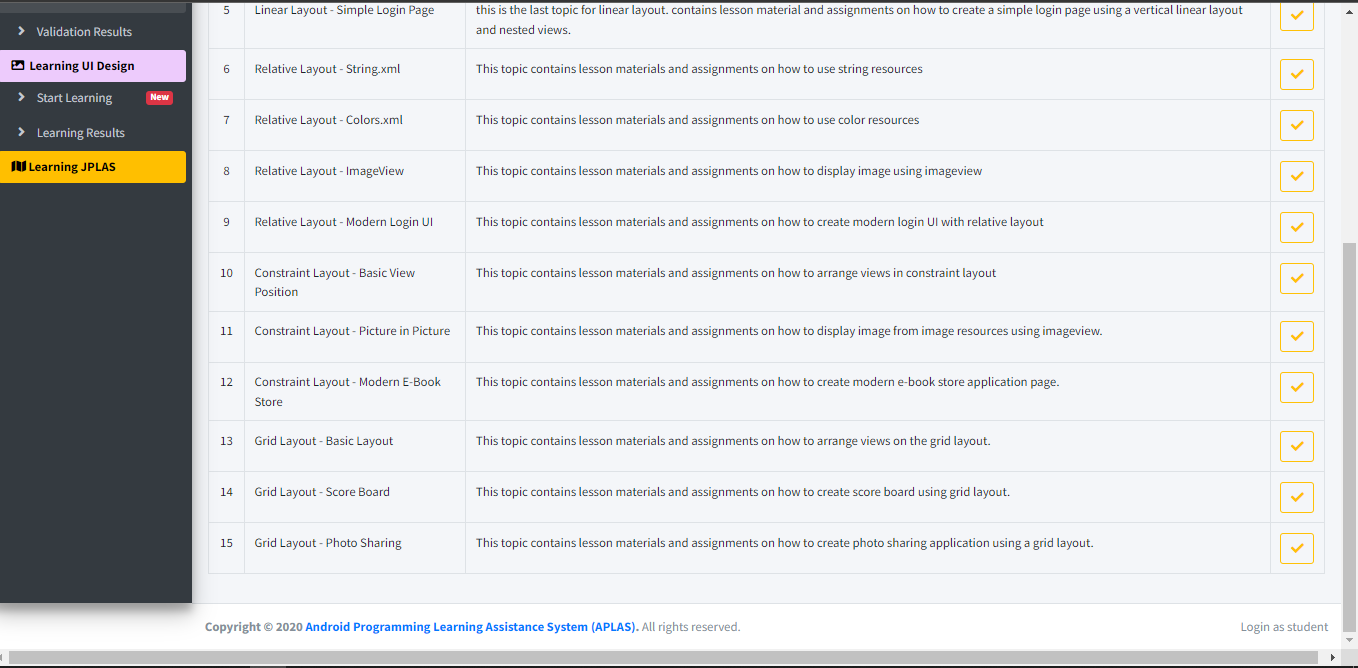 Validation Results
Learning UI Design
Start Learning New
Learning Results
Learning JPLAS
5 Linear Layout - Simple Login Page this is the last topic for linear layout. contains lesson material and assignments on how to create a simple login page using a vertical linear layout
and nested views.
6 Relative Layout - String.xml This topic contains lesson materials and assignments on how to use string resources
7 Relative Layout - Colors.xml This topic contains lesson materials and assignments on how to use color resources
8 Relative Layout - ImageView This topic contains lesson materials and assignments on how to display image using imageview
9 Relative Layout - Modern Login UI This topic contains lesson materials and assignments on how to create modern login UI with relative layout
10 Constraint Layout - Basic View This topic contains lesson materials and assignments on how to arrange views in constraint layout
Position
11 Constraint Layout - Picture in Picture This topic contains lesson materials and assignments on how to display image from image resources using imageview.
12 Constraint Layout - Modern E-Book This topic contains lesson materials and assignments on how to create modern e-book store application page.
Store
13 Grid Layout - Basic Layout This topic contains lesson materials and assignments on how to arrange views on the grid layout.
14 Grid Layout - Score Board This topic contains lesson materials and assignments on how to create score board using grid layout.
15 Grid Layout - Photo Sharing This topic contains lesson materials and assignments on how to create photo sharing application using a grid layout.
Copyright © 2020 Android Programming Learning Assistance System (APLAS). All rights reserved. Login as student